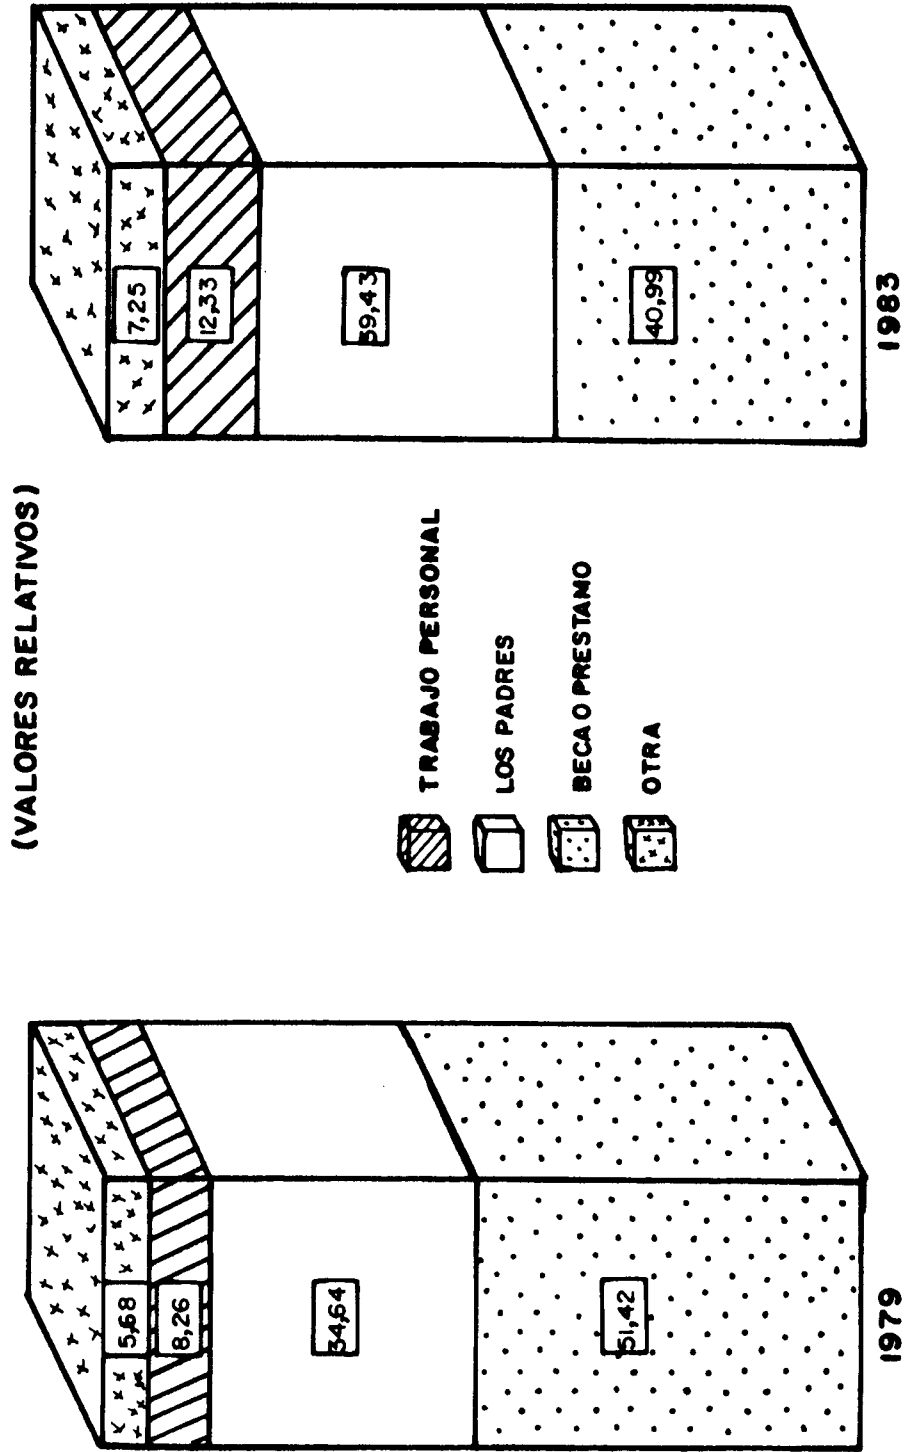 (VALORES RELATIVOS)
5,68
8,26
34,64
51,42
1979
TRABAJO PERSONAL
LOS PADRES
BECA O PRESTAMO
OTRA
7,25
12,33
39,43
40,99
1983